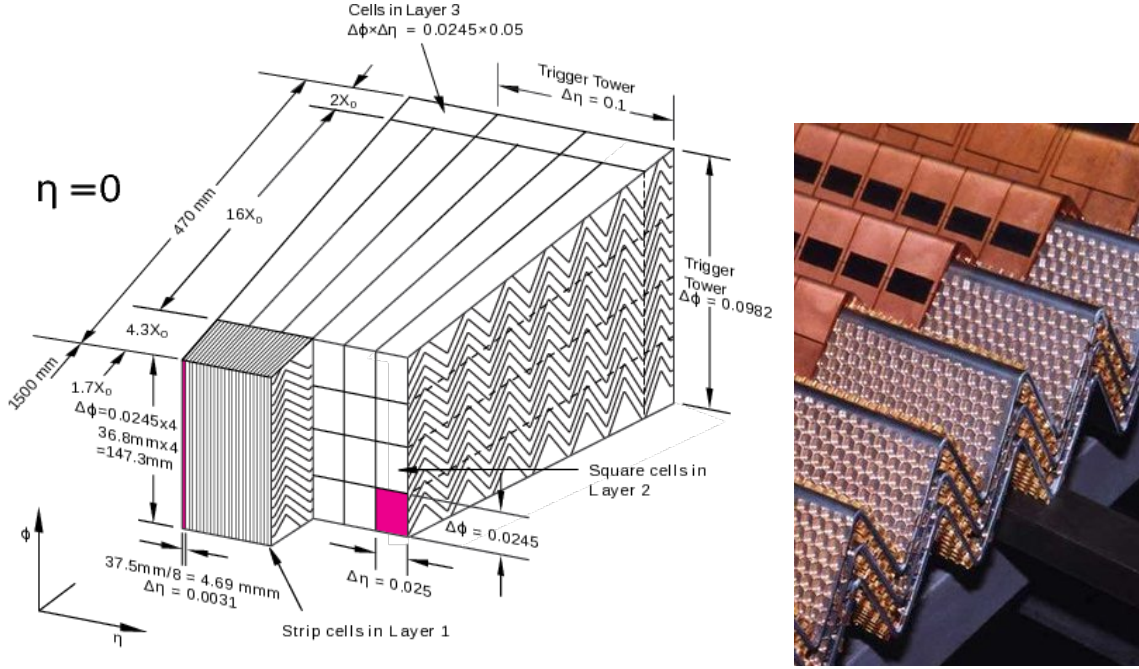 Cells in Layer 3
Δϕ×Δη = 0.0245×0.05
Trigger Tower
Δη = 0.1
2X₀
η =0
470 mm
16X₀
Trigger
Tower
Δϕ = 0.0982
4.3X₀
1500 mm
1.7X₀
Δϕ=0.0245x4
36.8mmx4
=147.3mm
Square cells in
Layer 2
ϕ
Δϕ = 0.0245
37.5mm/8 = 4.69 mmm
Δη = 0.0031
Δη = 0.025
Strip cells in Layer 1
η